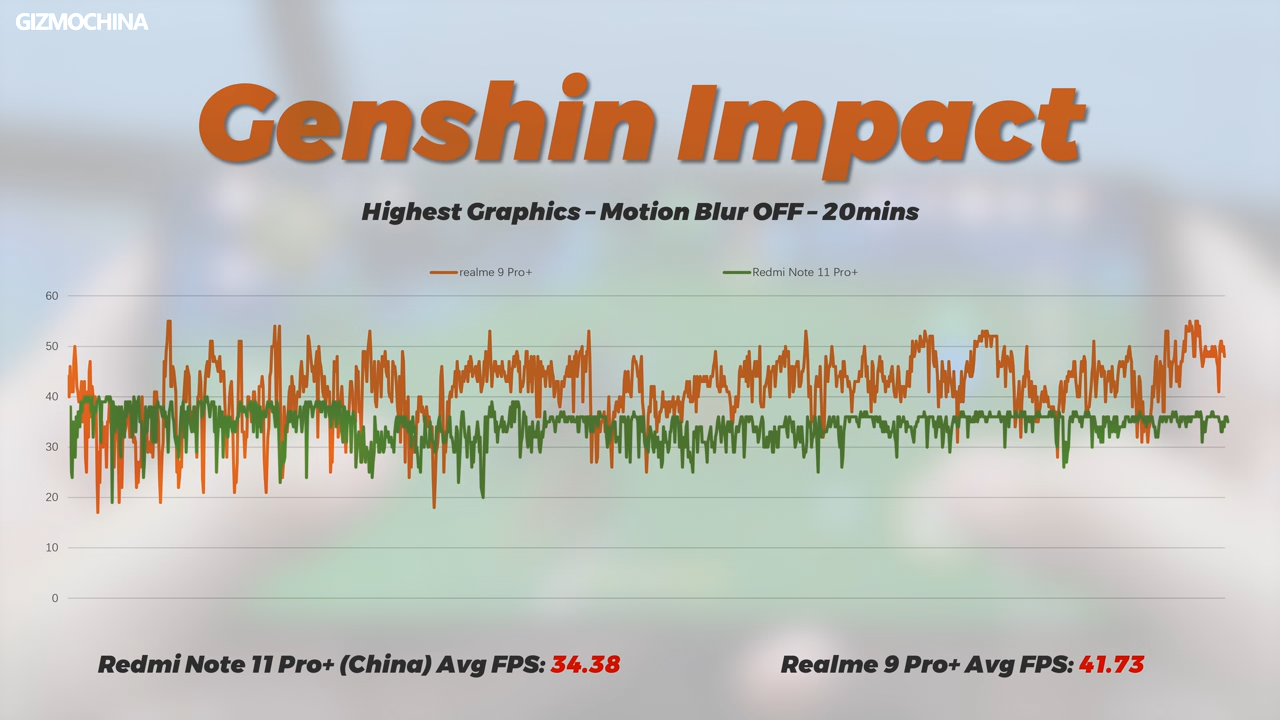 GIZMOCHINA
Genshin Impact
Highest Graphics – Motion Blur OFF – 20mins
realme 9 Pro+ Redmi Note 11 Pro+
60
50
40
30
20
10
0
Redmi Note 11 Pro+ (China) Avg FPS: 34.38 Realme 9 Pro+ Avg FPS: 41.73